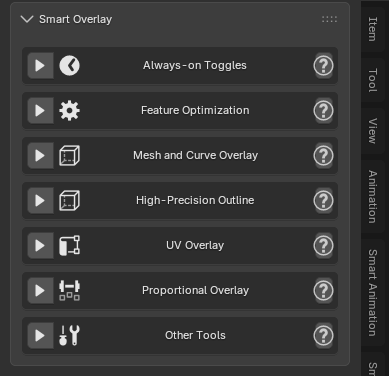 Smart Overlay
Always-on Toggles
?
Feature Optimization
?
Mesh and Curve Overlay
?
High-Precision Outline
?
UV Overlay
?
Proportional Overlay
?
Other Tools
?
Item
Tool
View
Animation
Smart Animation
Sm